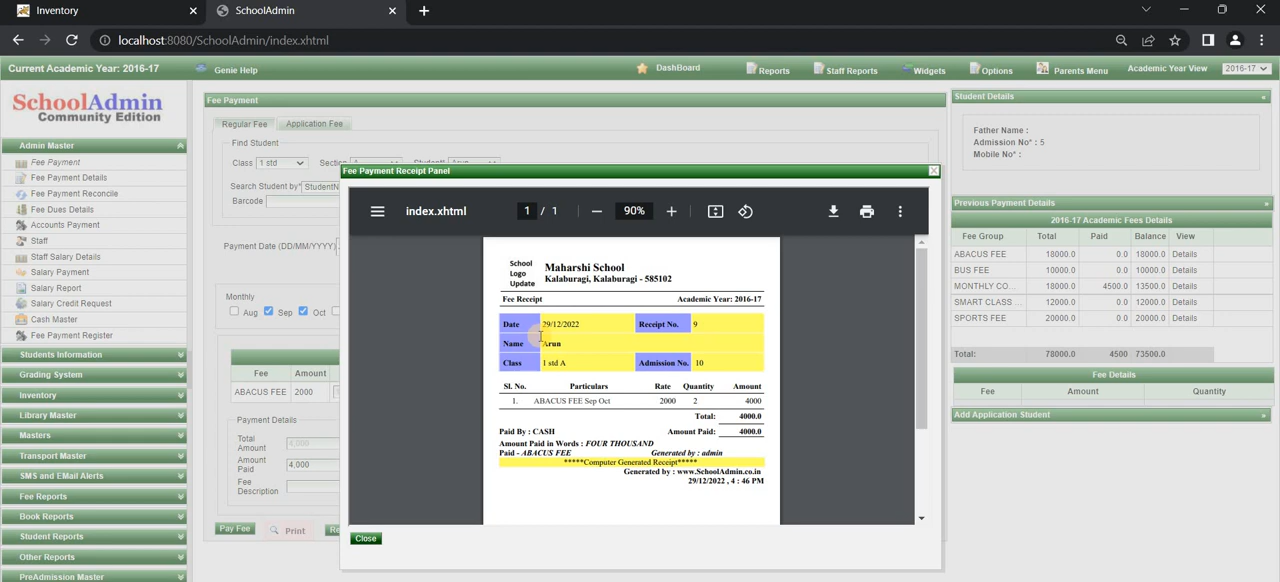 Inventory
SchoolAdmin
localhost:8080/SchoolAdmin/index.xhtml
Current Academic Year: 2016-17
Genie Help
DashBoard
Reports
Staff Reports
Widgets
Options
Parents Menu
Academic Year View
2016-17
SchoolAdmin
Community Edition
Admin Master
Fee Payment
Fee Payment Details
Fee Payment Reconcile
Fee Dues Details
Accounts Payment
Staff
Staff Salary Details
Salary Payment
Salary Report
Salary Credit Request
Cash Master
Fee Payment Register
Students Information
Grading System
Inventory
Library Master
Masters
Transport Master
SMS and EMail Alerts
Fee Reports
Book Reports
Student Reports
Other Reports
PreAdmission Master
Fee Payment
Regular Fee
Application Fee
Find Student
Class 1 std
Search Student by*
Barcode
Payment Date (DD/MM/YYYY)
Monthly
Aug Sep Oct
Fee Amount
ABACUS FEE 2000
Payment Details
Total Amount 4,000
Amount Paid 4,000
Fee Description
Pay Fee
Print
Fee Payment Receipt Panel
index.xhtml
1 / 1
90%
School Logo Update
Maharshi School
Kalaburagi, Kalaburagi - 585102
Fee Receipt Academic Year: 2016-17
Date 29/12/2022 Receipt No. 9
Name Arun
Class 1 std A Admission No. 10
Sl. No. Particulars Rate Quantity Amount
1. ABACUS FEE Sep Oct 2000 2 4000
Total: 4000.0
Paid By : CASH Amount Paid: 4000.0
Amount Paid in Words : FOUR THOUSAND
Paid - ABACUS FEE Generated by : admin
*****Computer Generated Receipt*****
Generated by : www.SchoolAdmin.co.in
29/12/2022 , 4 : 46 PM
Close
Student Details
Father Name :
Admission No* : 5
Mobile No* :
Previous Payment Details
2016-17 Academic Fees Details
Fee Group Total Paid Balance View
ABACUS FEE 18000.0 0.0 18000.0 Details
BUS FEE 10000.0 0.0 10000.0 Details
MONTHLY CO... 18000.0 4500.0 13500.0 Details
SMART CLASS ... 12000.0 0.0 12000.0 Details
SPORTS FEE 20000.0 0.0 20000.0 Details
Total: 78000.0 4500 73500.0
Fee Details
Fee Amount Quantity
Add Application Student